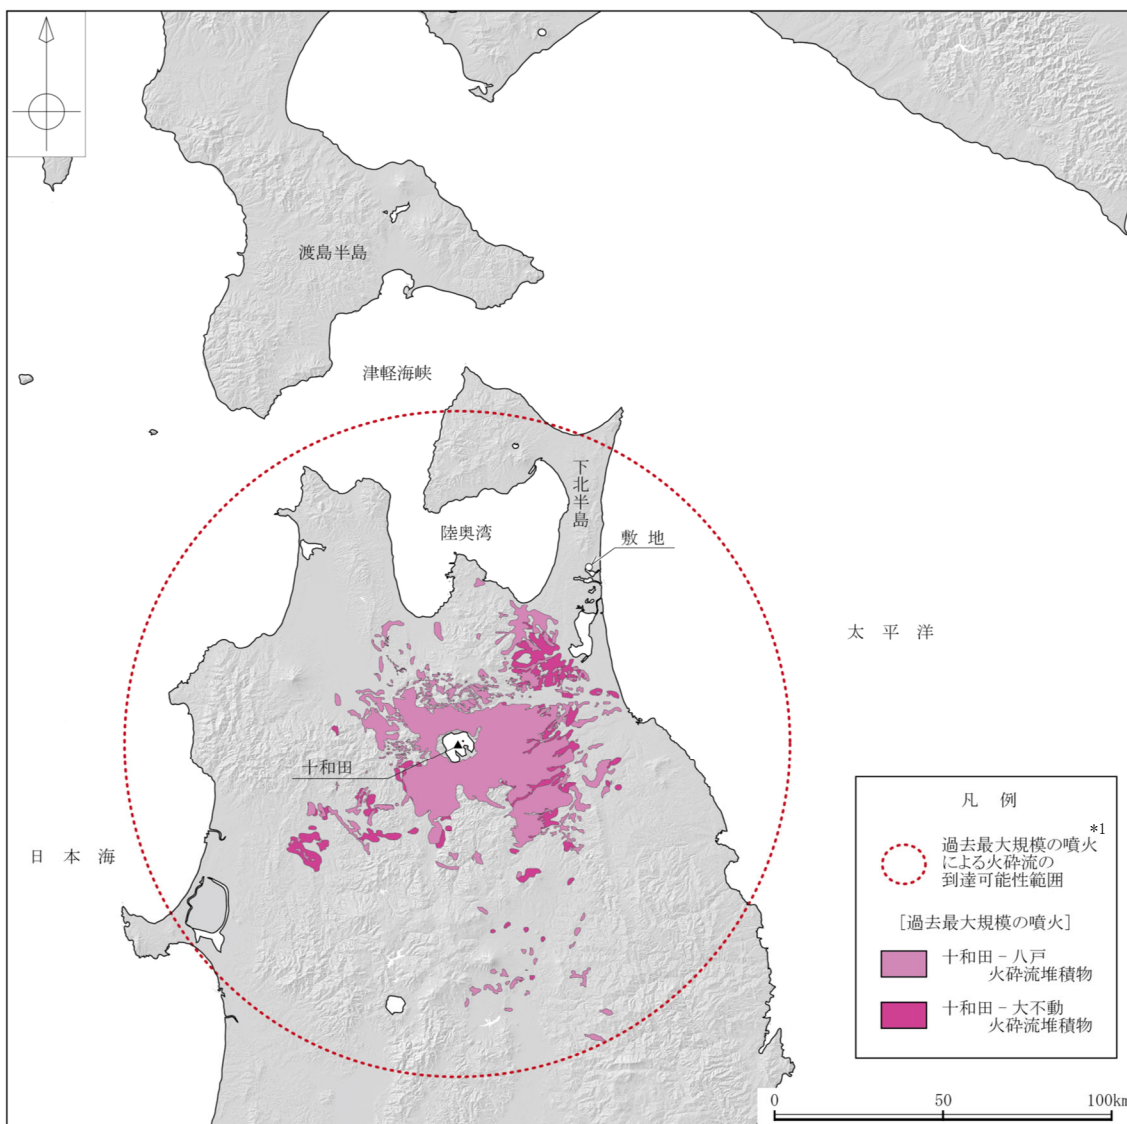 渡島半島
津軽海峡
下北半島
陸奥湾
敷 地
太 平 洋
十和田
日 本 海
凡 例
過去最大規模の噴火*1
による火砕流の
到達可能性範囲
[過去最大規模の噴火]
十和田－八戸
火砕流堆積物
十和田－大不動
火砕流堆積物
0 50 100km